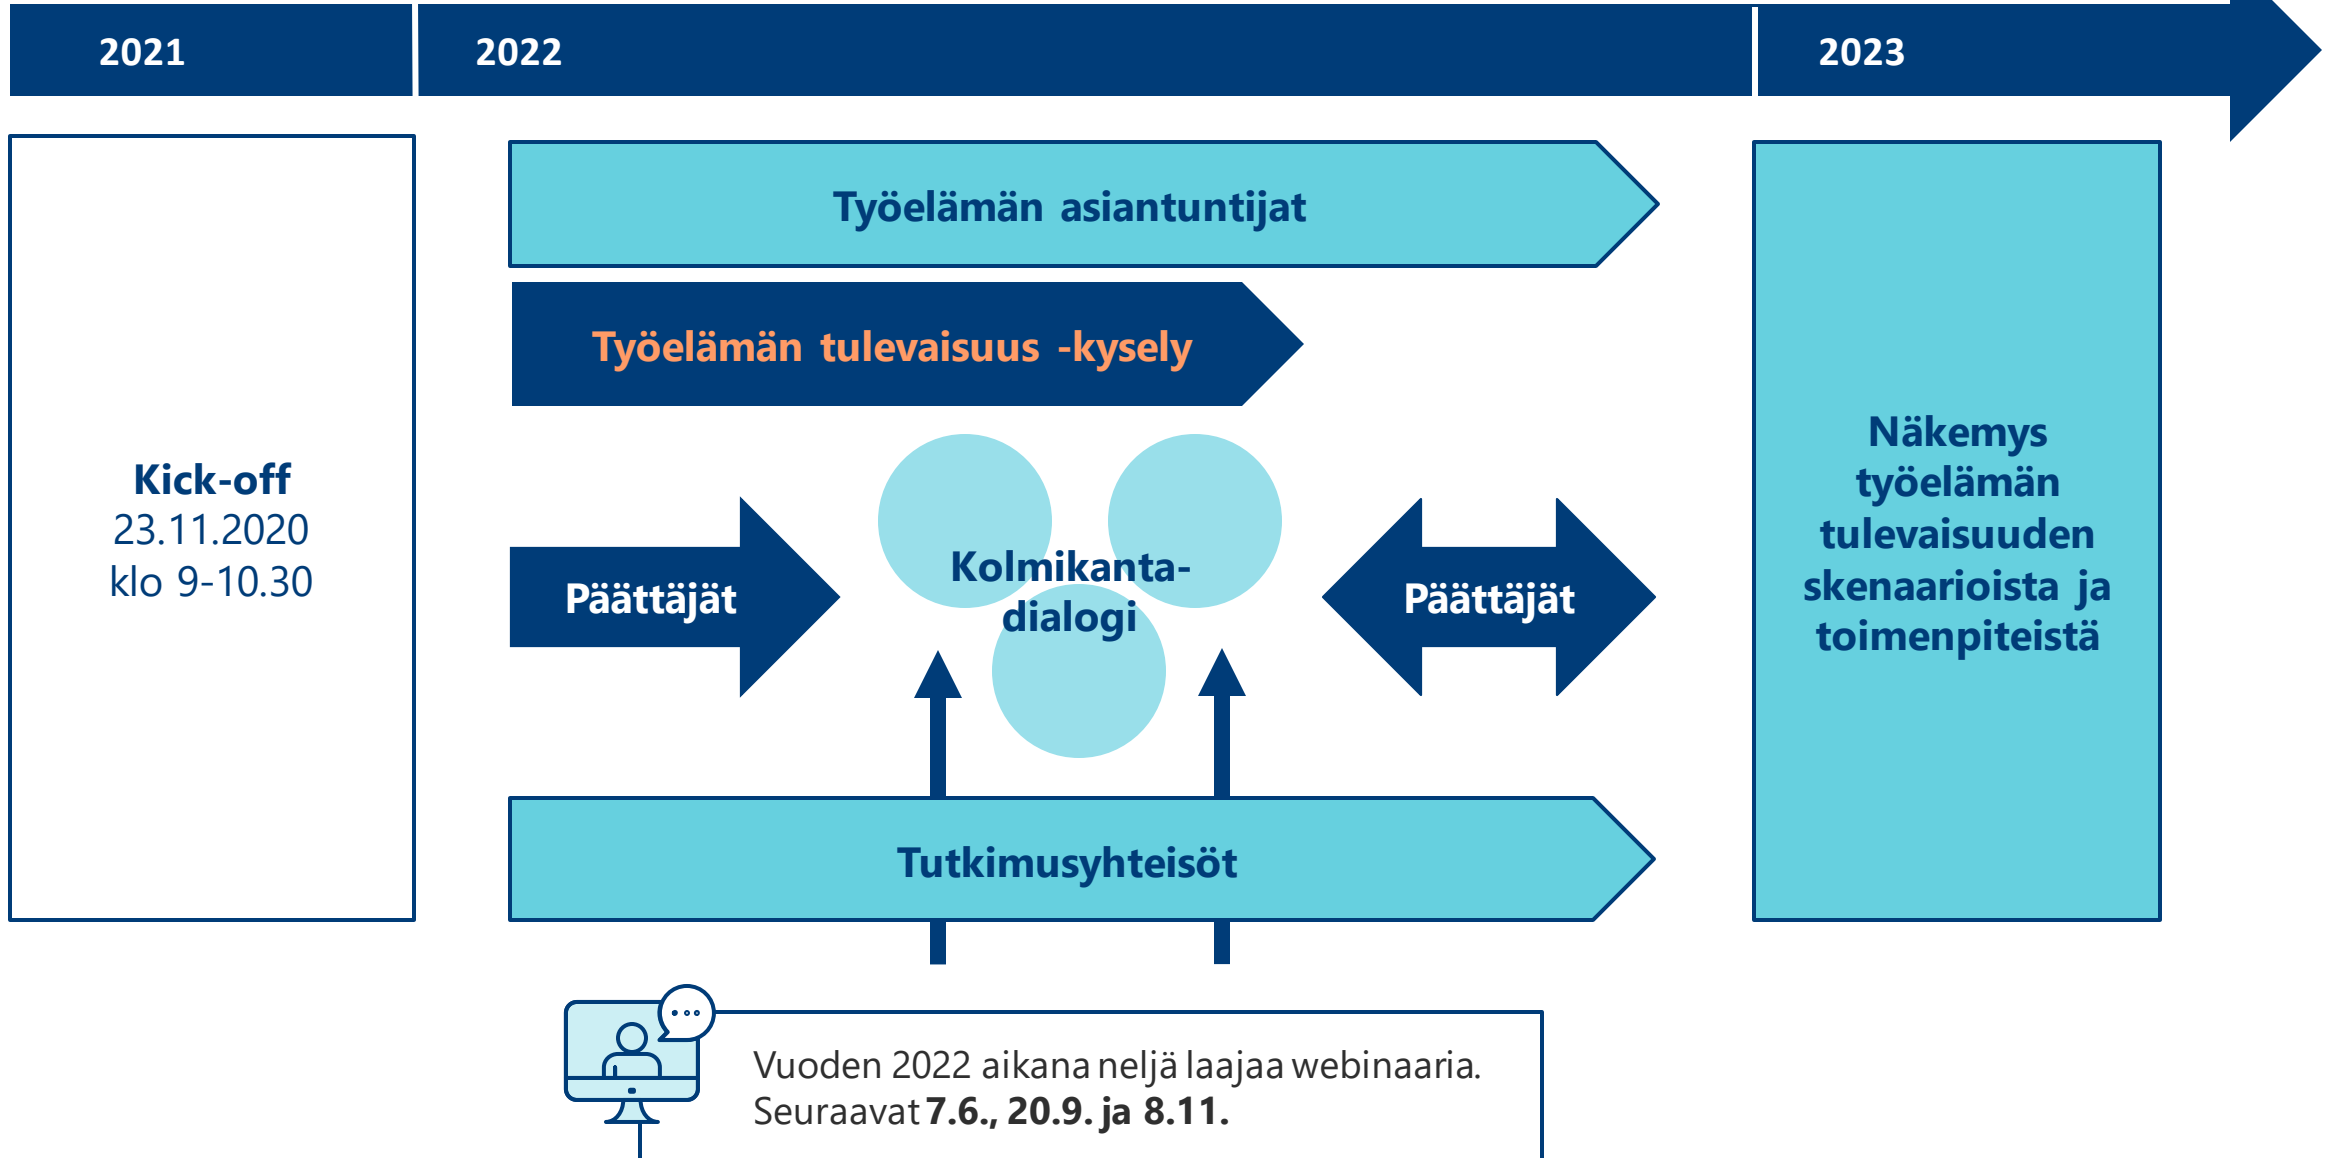 2021
2022
2023
Työelämän asiantuntijat
Työelämän tulevaisuus -kysely
Kick-off
23.11.2020
klo 9-10.30
Päättäjät
Kolmikanta-
dialogi
Päättäjät
Näkemys
työelämän
tulevaisuuden
skenaarioista ja
toimenpiteistä
Tutkimusyhteisöt
Vuoden 2022 aikana neljä laajaa webinaaria.
Seuraavat 7.6., 20.9. ja 8.11.